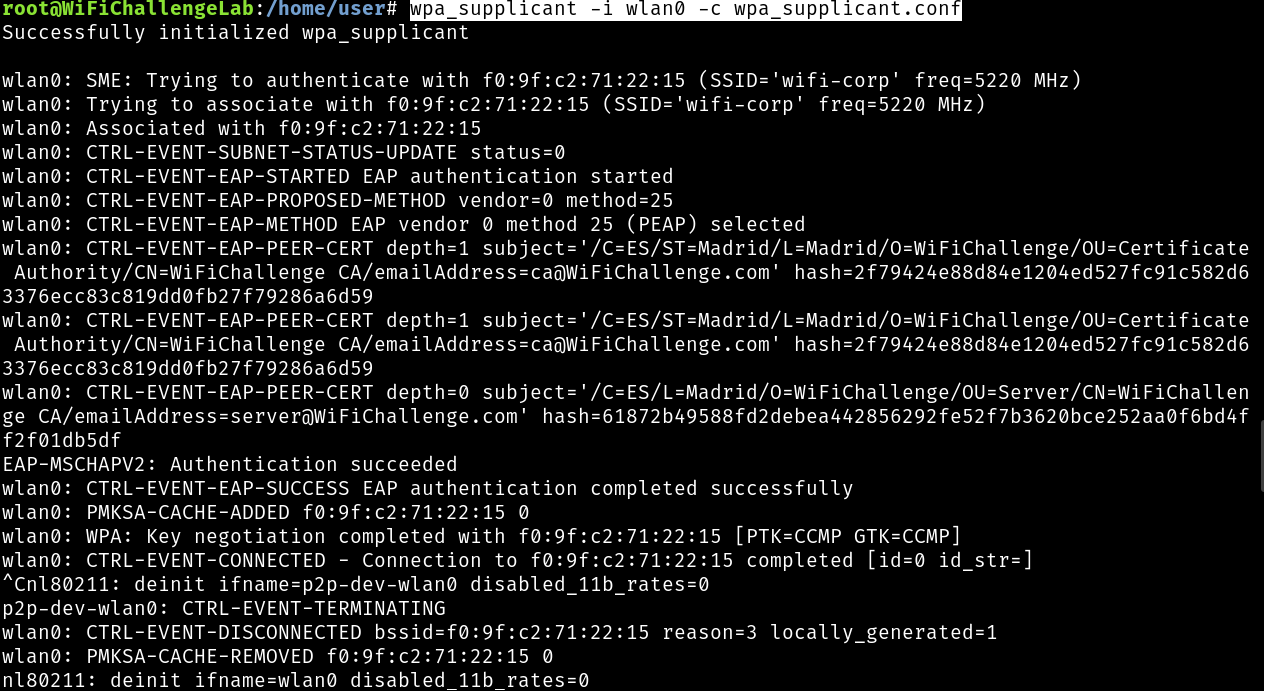 root@WiFiChallengeLab:/home/user# wpa_supplicant -i wlan0 -c wpa_supplicant.conf
Successfully initialized wpa_supplicant
wlan0: SME: Trying to authenticate with f0:9f:c2:71:22:15 (SSID='wifi-corp' freq=5220 MHz)
wlan0: Trying to associate with f0:9f:c2:71:22:15 (SSID='wifi-corp' freq=5220 MHz)
wlan0: Associated with f0:9f:c2:71:22:15
wlan0: CTRL-EVENT-SUBNET-STATUS-UPDATE status=0
wlan0: CTRL-EVENT-EAP-STARTED EAP authentication started
wlan0: CTRL-EVENT-EAP-PROPOSED-METHOD vendor=0 method=25
wlan0: CTRL-EVENT-EAP-METHOD EAP vendor 0 method 25 (PEAP) selected
wlan0: CTRL-EVENT-EAP-PEER-CERT depth=1 subject='/C=ES/ST=Madrid/L=Madrid/O=WiFiChallenge/OU=Certificate
 Authority/CN=WiFiChallenge CA/emailAddress=ca@WiFiChallenge.com' hash=2f79424e88d84e1204ed527fc91c582d6
3376ecc83c819dd0fb27f79286a6d59
wlan0: CTRL-EVENT-EAP-PEER-CERT depth=1 subject='/C=ES/ST=Madrid/L=Madrid/O=WiFiChallenge/OU=Certificate
 Authority/CN=WiFiChallenge CA/emailAddress=ca@WiFiChallenge.com' hash=2f79424e88d84e1204ed527fc91c582d6
3376ecc83c819dd0fb27f79286a6d59
wlan0: CTRL-EVENT-EAP-PEER-CERT depth=0 subject='/C=ES/L=Madrid/O=WiFiChallenge/OU=Server/CN=WiFiChallen
ge CA/emailAddress=server@WiFiChallenge.com' hash=61872b49588fd2debea442856292fe52f7b3620bce252aa0f6bd4f
f2f01db5df
EAP-MSCHAPV2: Authentication succeeded
wlan0: CTRL-EVENT-EAP-SUCCESS EAP authentication completed successfully
wlan0: PMKSA-CACHE-ADDED f0:9f:c2:71:22:15 0
wlan0: WPA: Key negotiation completed with f0:9f:c2:71:22:15 [PTK=CCMP GTK=CCMP]
wlan0: CTRL-EVENT-CONNECTED - Connection to f0:9f:c2:71:22:15 completed [id=0 id_str=]
^Cnl80211: deinit ifname=p2p-dev-wlan0 disabled_11b_rates=0
p2p-dev-wlan0: CTRL-EVENT-TERMINATING
wlan0: CTRL-EVENT-DISCONNECTED bssid=f0:9f:c2:71:22:15 reason=3 locally_generated=1
wlan0: PMKSA-CACHE-REMOVED f0:9f:c2:71:22:15 0
nl80211: deinit ifname=wlan0 disabled_11b_rates=0